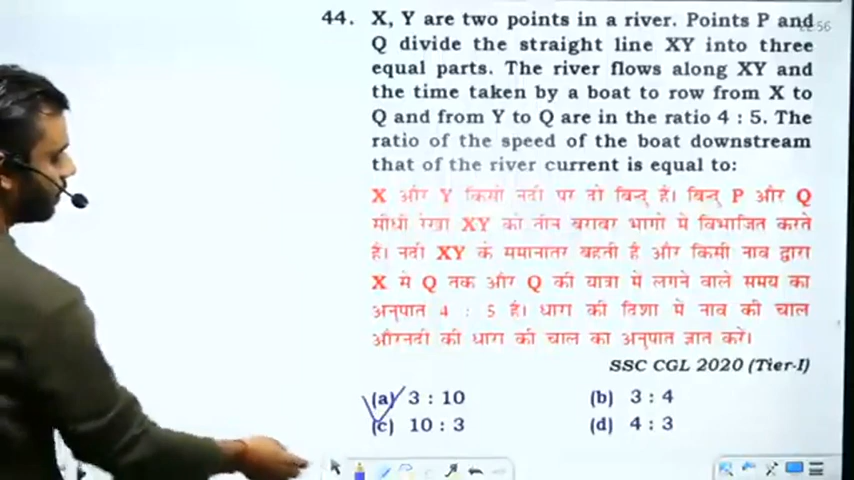 44. X, Y are two points in a river. Points P and
Q divide the straight line XY into three
equal parts. The river flows along XY and
the time taken by a boat to row from X to
Q and from Y to Q are in the ratio 4 : 5. The
ratio of the speed of the boat downstream
that of the river current is equal to:
X और Y किसी नदी पर दो बिन्दु हैं। बिन्दु P और Q
सीधी रेखा XY को तीन बराबर भागों में विभाजित करते
हैं। नदी XY के समानांतर बहती है और किसी नाव द्वारा
X से Q तक और Q की यात्रा में लगने वाले समय का
अनुपात 4 : 5 है। धारा की दिशा में नाव की चाल
औरनदी की धारा की चाल का अनुपात ज्ञात करें।
SSC CGL 2020 (Tier-I)
(a) 3 : 10 (b) 3 : 4
(c) 10 : 3 (d) 4 : 3